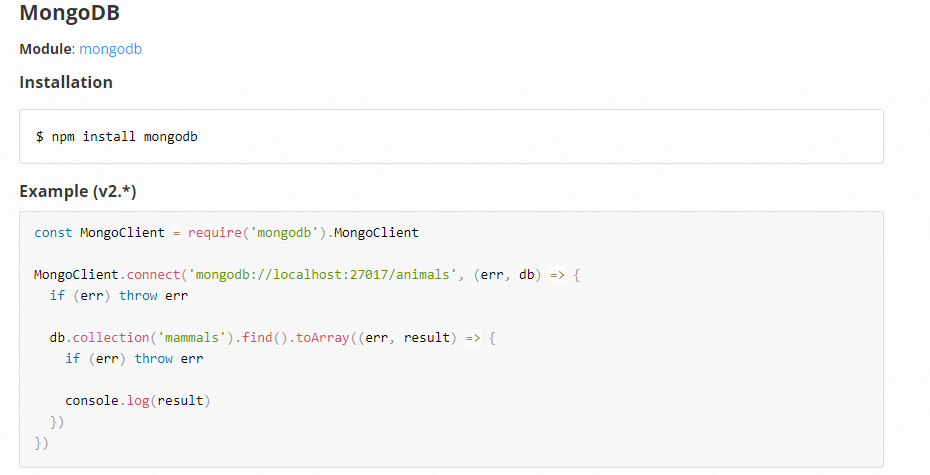 MongoDB
Module: mongodb
Installation
$ npm install mongodb
Example (v2.*)
const MongoClient = require('mongodb').MongoClient
MongoClient.connect('mongodb://localhost:27017/animals', (err, db) => {
  if (err) throw err
  db.collection('mammals').find().toArray((err, result) => {
    if (err) throw err
    console.log(result)
  })
})